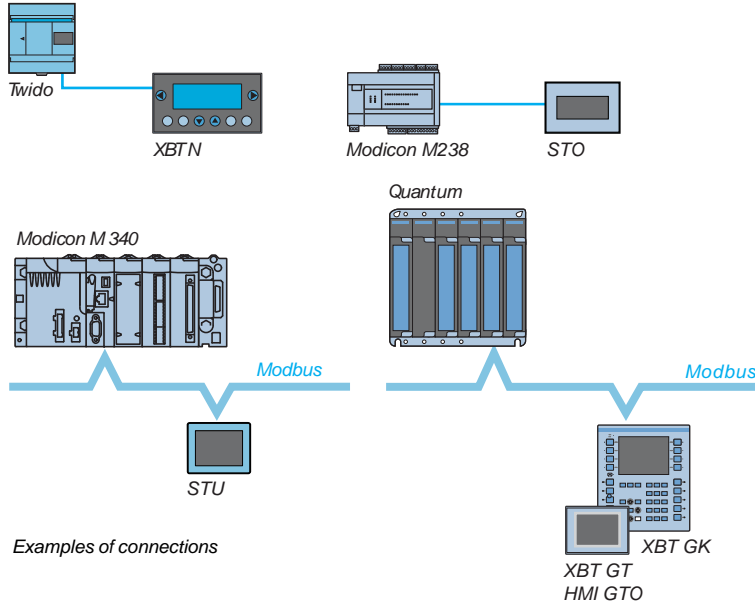 Twido
XBT N
Modicon M238
STO
Quantum
Modicon M 340
Modbus
Modbus
STU
Examples of connections
XBT GK
XBT GT
HMI GTO